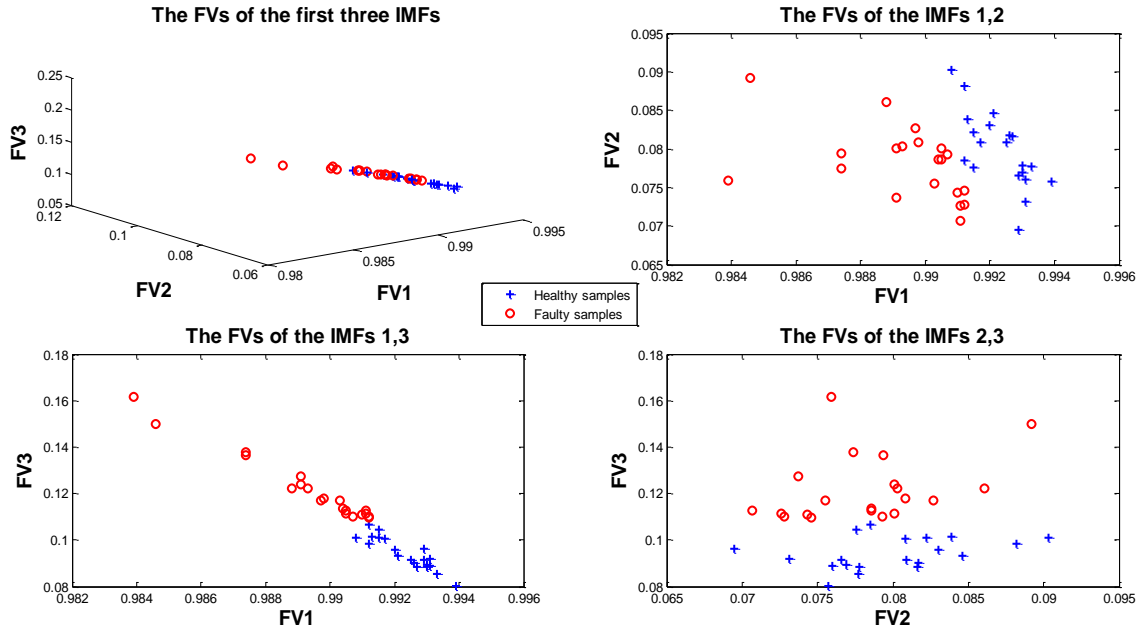 The FVs of the first three IMFs
0.25
0.2
0.15
0.1
0.05
FV3
0.12
0.1
0.08
0.06
FV2
0.98
0.985
0.99
0.995
FV1
The FVs of the IMFs 1,2
0.095
0.09
0.085
0.08
0.075
0.07
0.065
FV2
0.982 0.984 0.986 0.988 0.99 0.992 0.994 0.996
FV1
Healthy samples
Faulty samples
The FVs of the IMFs 1,3
0.18
0.16
0.14
0.12
0.1
0.08
FV3
0.982 0.984 0.986 0.988 0.99 0.992 0.994 0.996
FV1
The FVs of the IMFs 2,3
0.18
0.16
0.14
0.12
0.1
0.08
FV3
0.065 0.07 0.075 0.08 0.085 0.09 0.095
FV2